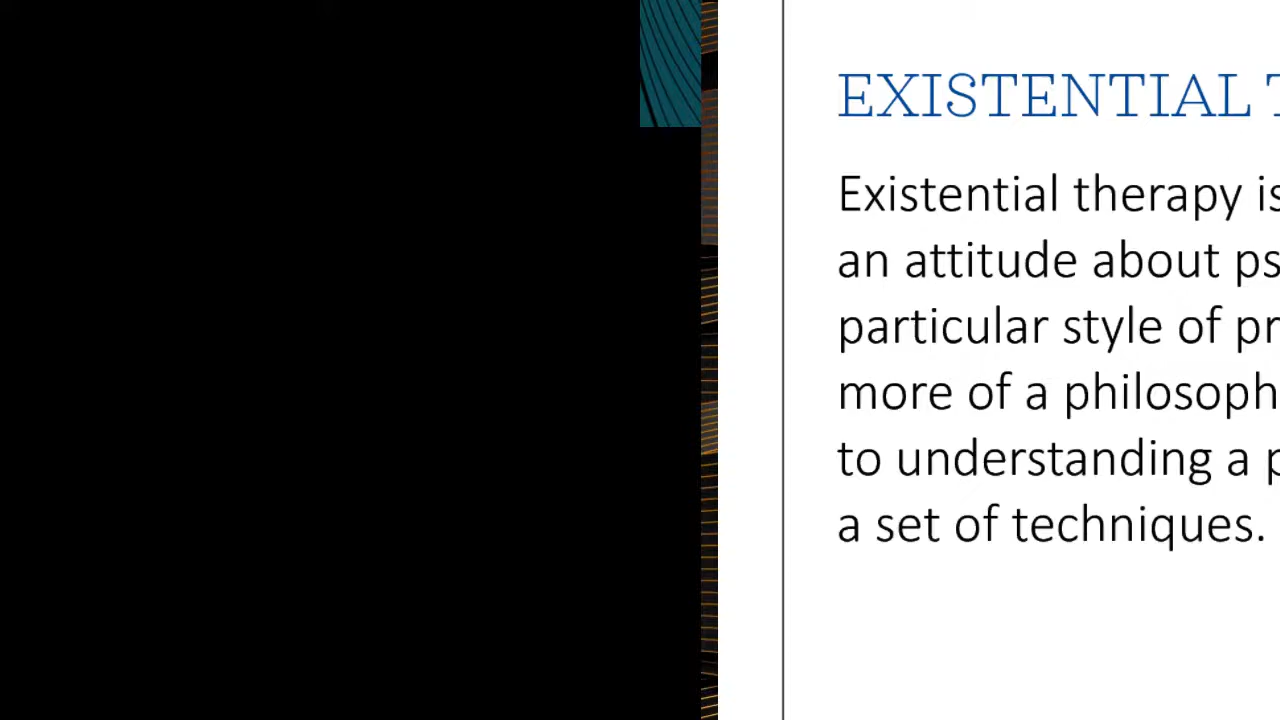 EXISTENTIAL
Existential therapy
an attitude about
particular style of
more of a
to understanding a
a set of techniques.